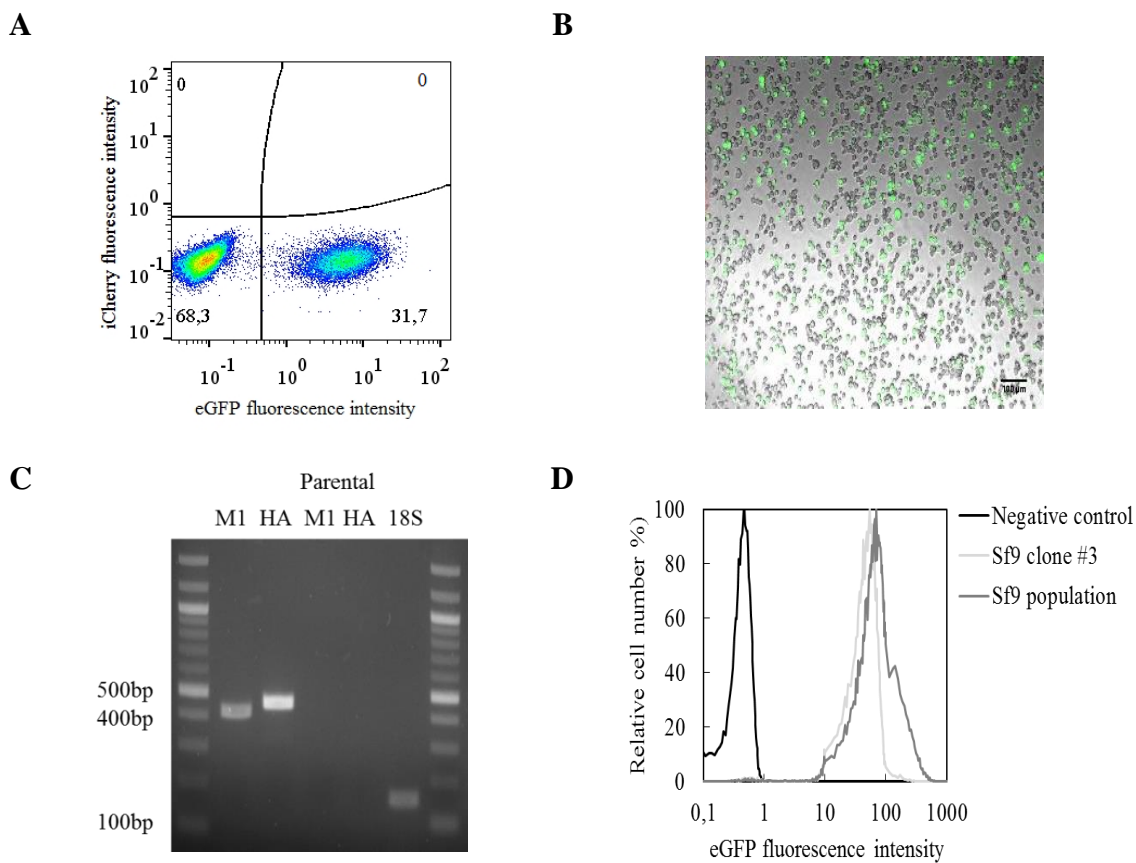 A
iCherry fluorescence intensity
10^2
10^1
10^0
10^-1
10^-2
0
0
68,3
31,7
10^-1 10^0 10^1 10^2
eGFP fluorescence intensity
B
100μm
C
Parental
M1 HA M1 HA 18S
500bp
400bp
100bp
D
Relative cell number %)
100
80
60
40
20
0
0,1 1 10 100 1000
eGFP fluorescence intensity
Negative control
Sf9 clone #3
Sf9 population